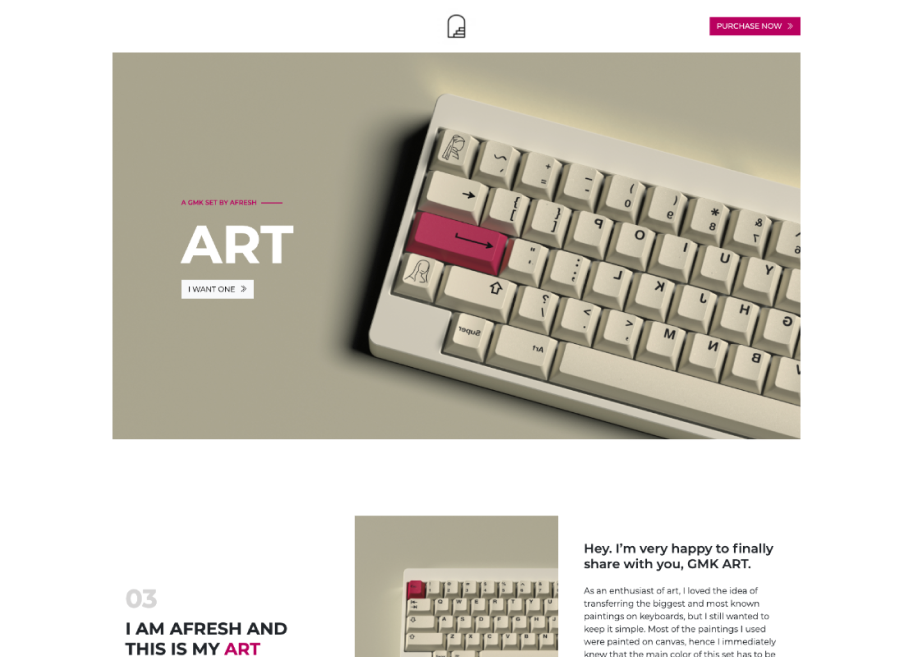 PURCHASE NOW
A GMK SET BY AFRESH
ART
I WANT ONE
Super
Art
03
I AM AFRESH AND
THIS IS MY ART
Hey. I'm very happy to finally
share with you, GMK ART.
As an enthusiast of art, I loved the idea of
transferring the biggest and most known
paintings on keyboards, but I still wanted to
keep it simple. Most of the paintings I used
were painted on canvas, hence I immediately
knew that the main color of this set has to be